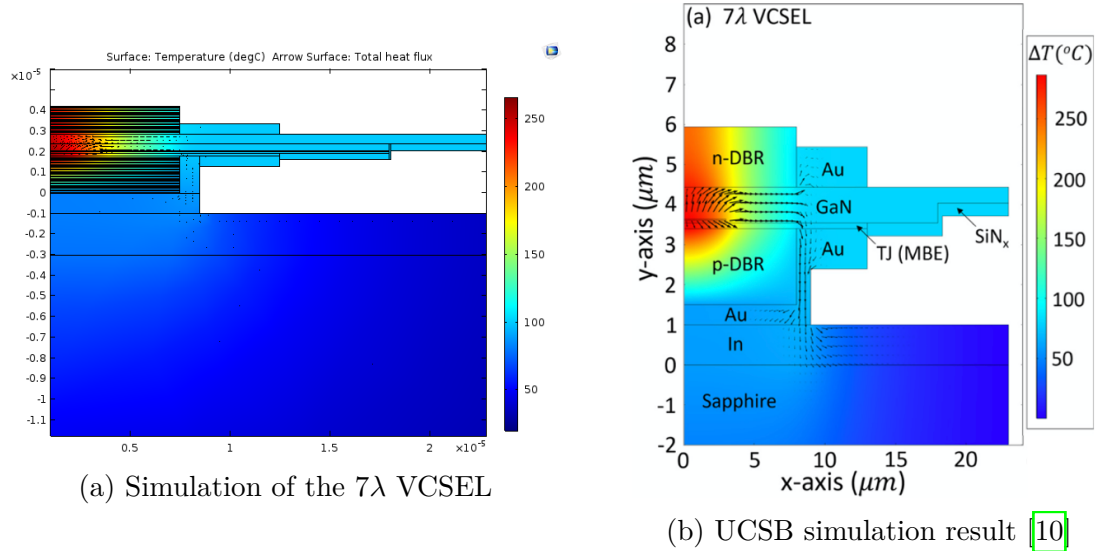 Surface: Temperature (degC) Arrow Surface: Total heat flux
×10⁻⁵
0.4
0.3
0.2
0.1
0
-0.1
-0.2
-0.3
-0.4
-0.5
-0.6
-0.7
-0.8
-0.9
-1
-1.1
0.5
1
1.5
2
×10⁻⁵
250
200
150
100
50
(a) Simulation of the 7λ VCSEL
(a) 7λ VCSEL
y-axis (μm)
8
7
6
5
4
3
2
1
0
-1
-2
n-DBR
Au
GaN
SiNₓ
TJ (MBE)
p-DBR
Au
Au
In
Sapphire
0
5
10
15
20
x-axis (μm)
ΔT(°C)
250
200
150
100
50
(b) UCSB simulation result [10]